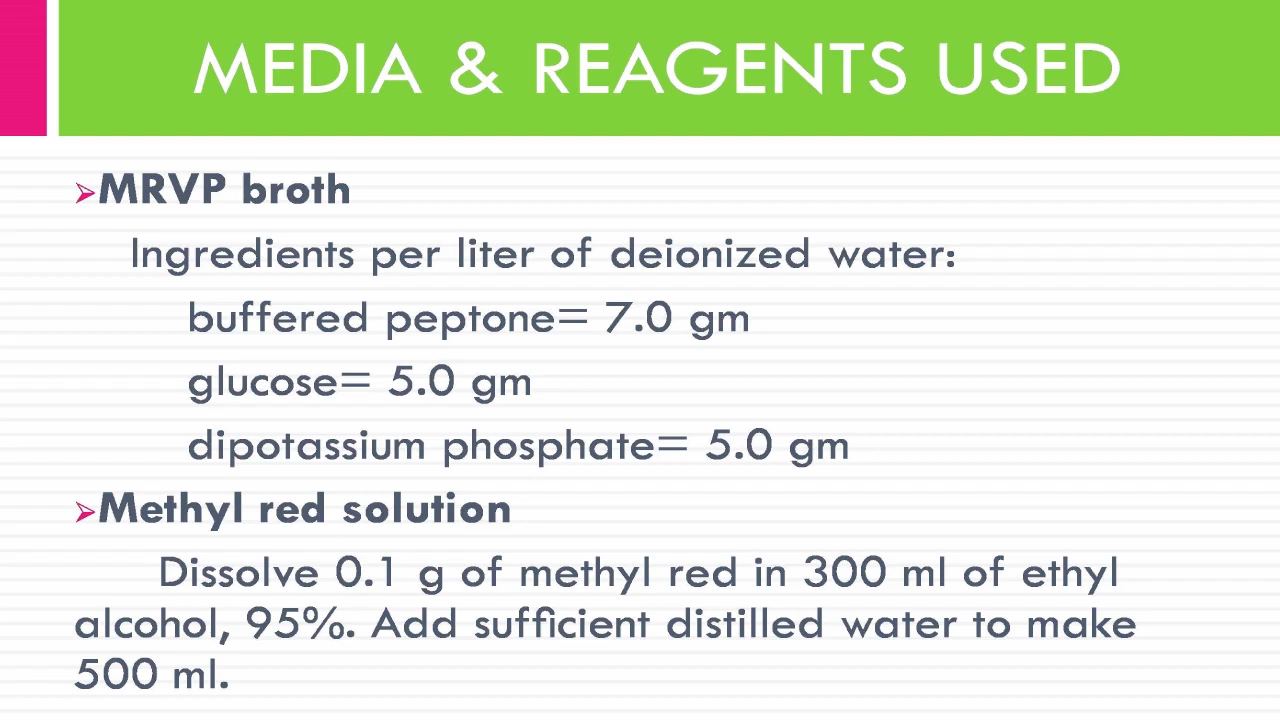 MEDIA & REAGENTS USED
➢MRVP broth
Ingredients per liter of deionized water:
buffered peptone= 7.0 gm
glucose= 5.0 gm
dipotassium phosphate= 5.0 gm
➢Methyl red solution
Dissolve 0.1 g of methyl red in 300 ml of ethyl
alcohol, 95%. Add sufficient distilled water to make
500 ml.